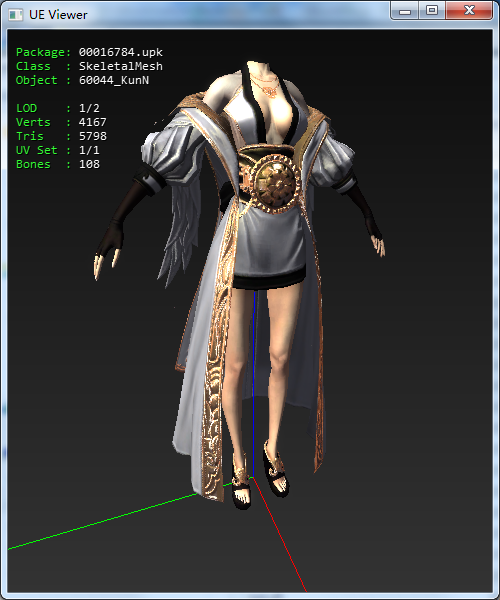 UE Viewer
Package: 00016784.upk
Class : SkeletalMesh
Object : 60044_KunN
LOD : 1/2
Verts : 4167
Tris : 5798
UV Set : 1/1
Bones : 108